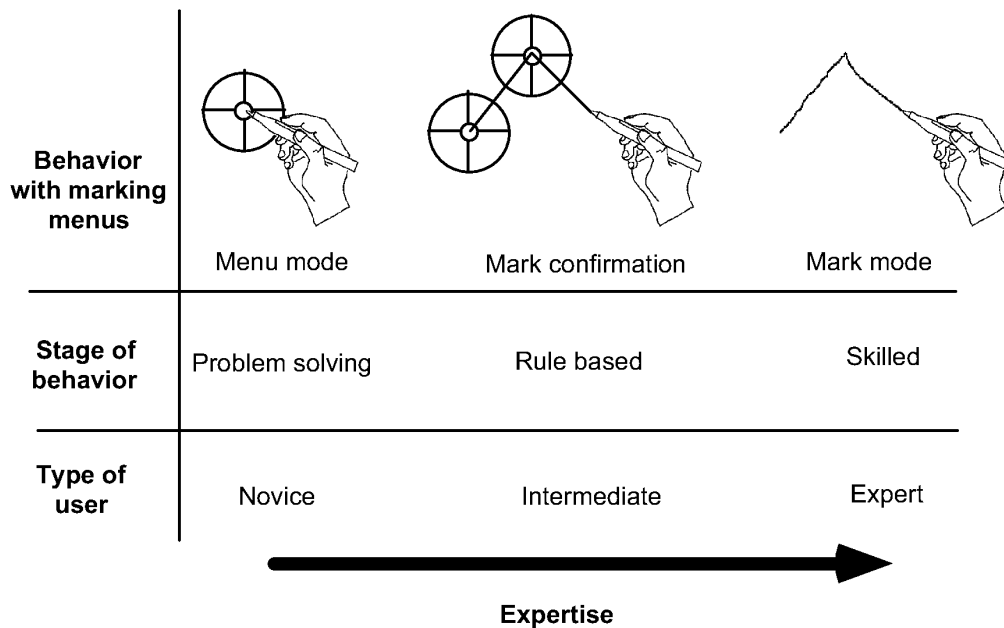 Behavior
with marking
menus
Menu mode
Mark confirmation
Mark mode
Stage of
behavior
Problem solving
Rule based
Skilled
Type of
user
Novice
Intermediate
Expert
Expertise